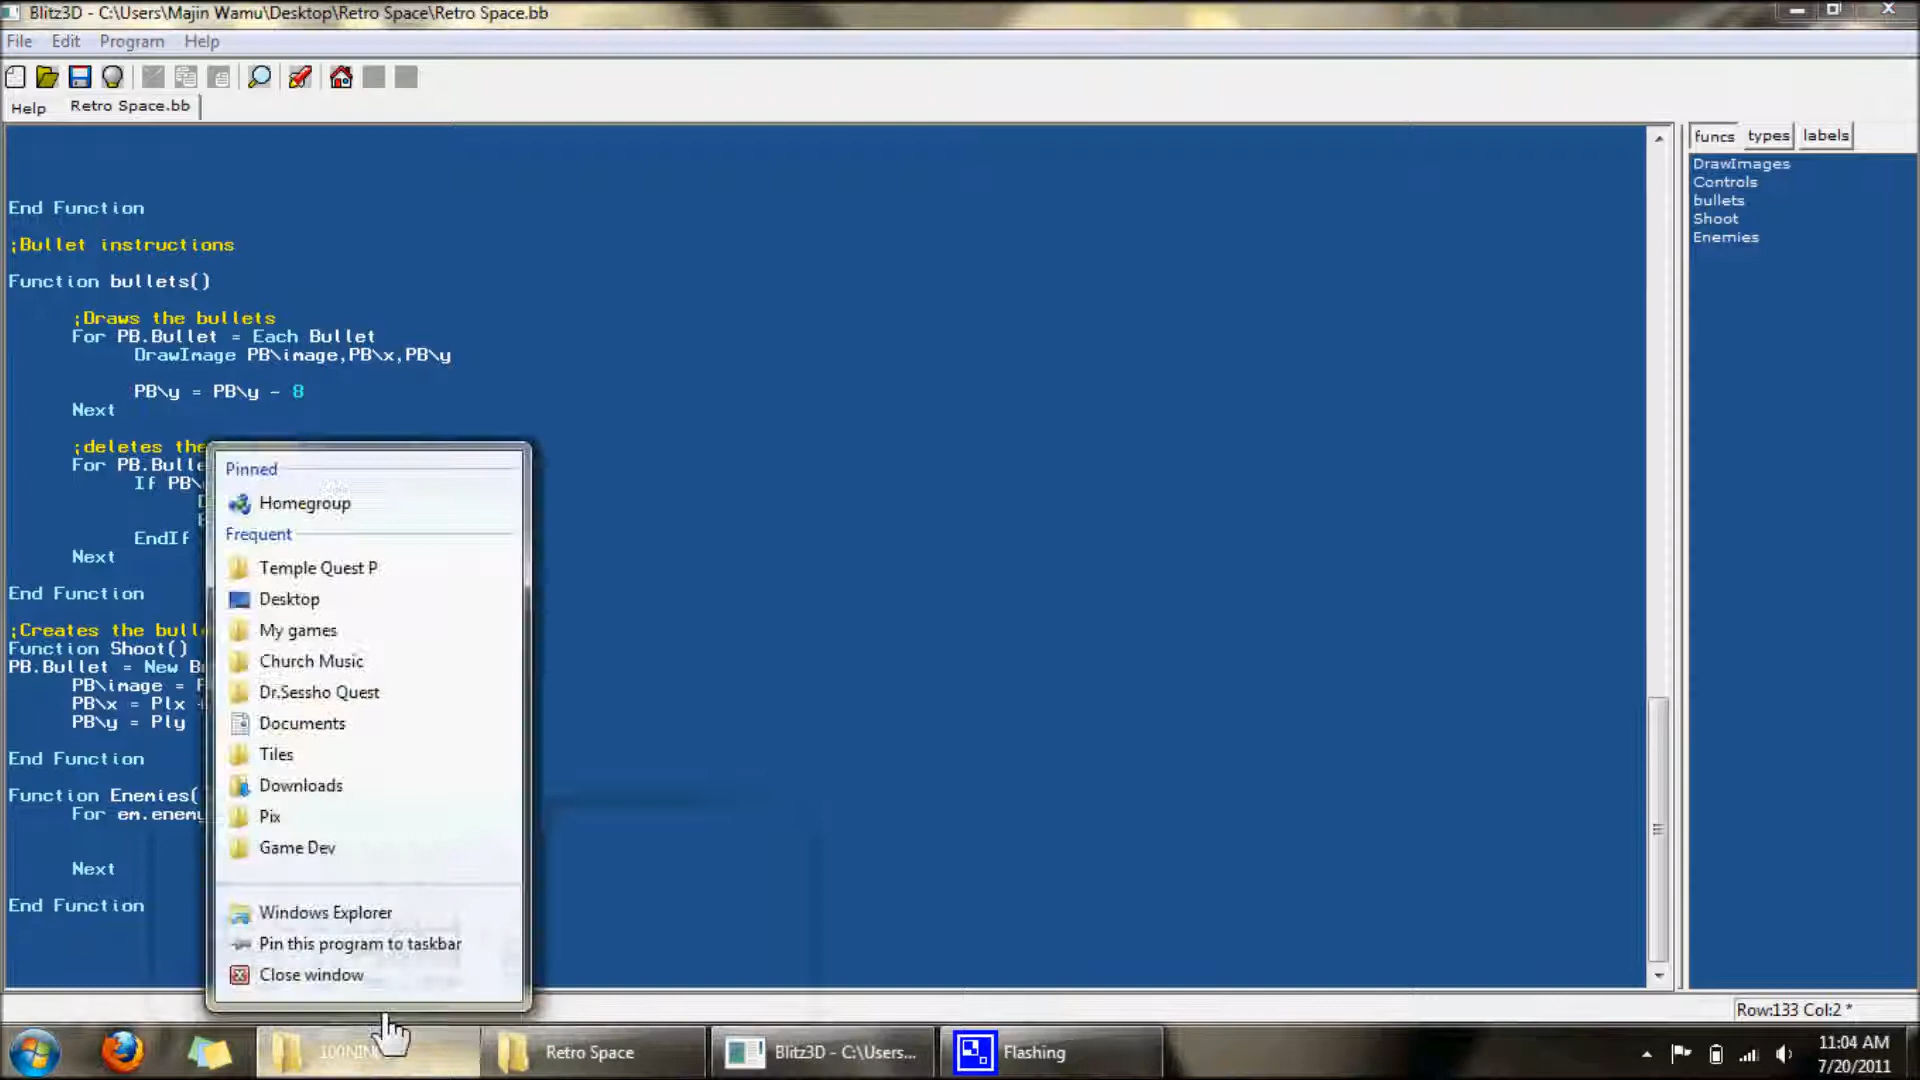 Blitz3D - C:\Users\Majin Wamu\Desktop\Retro Space\Retro Space.bb
File Edit Program Help
Help Retro Space.bb
funcs types labels
DrawImages
Controls
bullets
Shoot
Enemies
End Function
;Bullet instructions
Function bullets()
;Draws the bullets
For PB.Bullet = Each Bullet
DrawImage PB\image,PB\x,PB\y
PB\y = PB\y - 8
Next
;deletes the
For PB.Bulle
If PB\
EndIf
Next
End Function
;Creates the bull
Function Shoot()
PB.Bullet = New B
PB\image =
PB\x = Plx
PB\y = Ply
End Function
Function Enemies(
For em.enemy
Next
End Function
Pinned
Homegroup
Frequent
Temple Quest P
Desktop
My games
Church Music
Dr.Sessho Quest
Documents
Tiles
Downloads
Pix
Game Dev
Windows Explorer
Pin this program to taskbar
Close window
Row:133 Col:2 *
Retro Space
Blitz3D - C:\Users...
Flashing
11:04 AM
7/20/2011